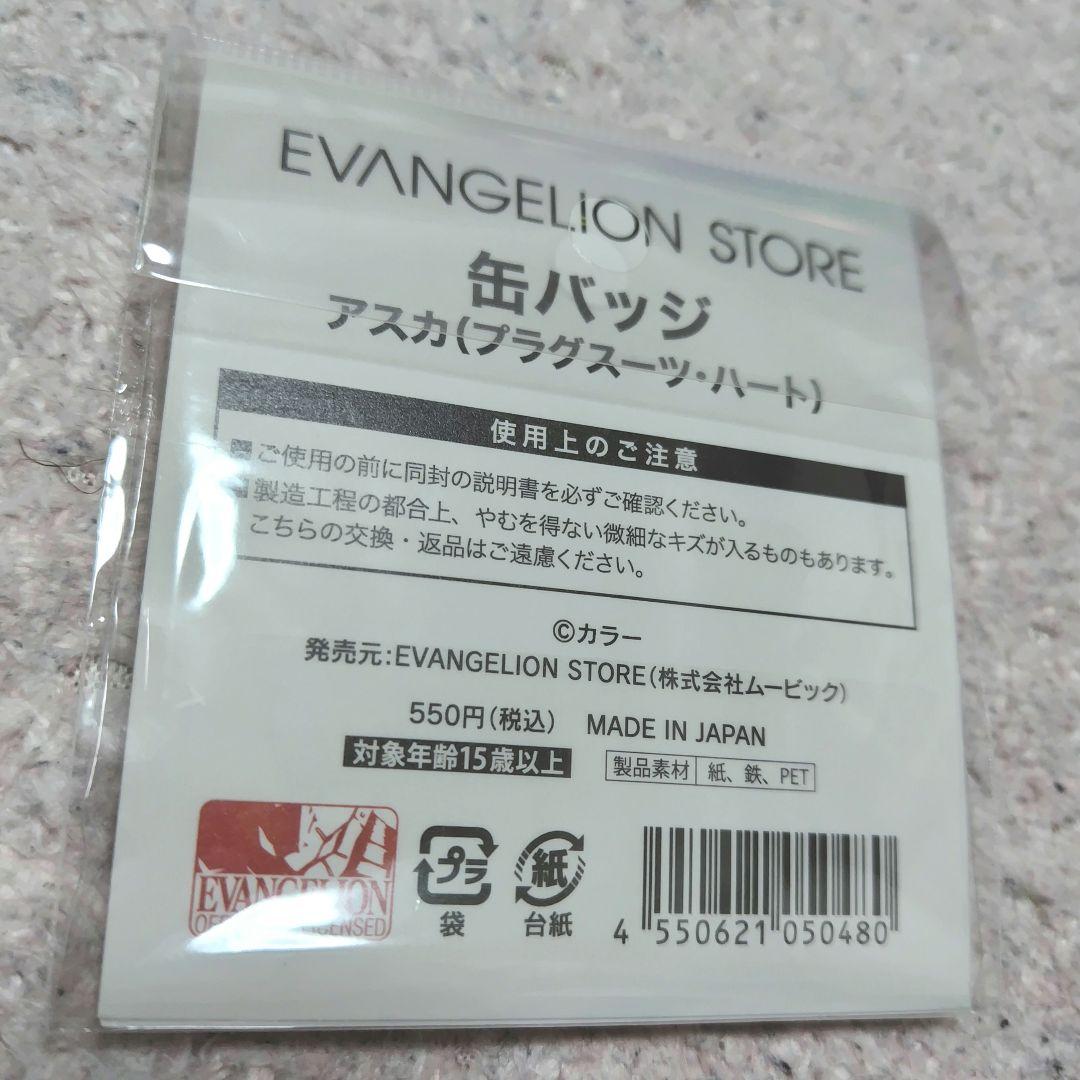 EVANGELION STORE
缶バッジ
アスカ(プラグスーツ・ハート)
使用上のご注意
■ご使用の前に同封の説明書を必ずご確認ください。
■製造工程の都合上、やむを得ない微細なキズが入るものもあります。
こちらの交換・返品はご遠慮ください。
©カラー
発売元:EVANGELION STORE(株式会社ムービック)
550円(税込) MADE IN JAPAN
対象年齢15歳以上 製品素材 紙、鉄、PET
EVANGELION
プラ
袋
紙
台紙
4 550621 050480